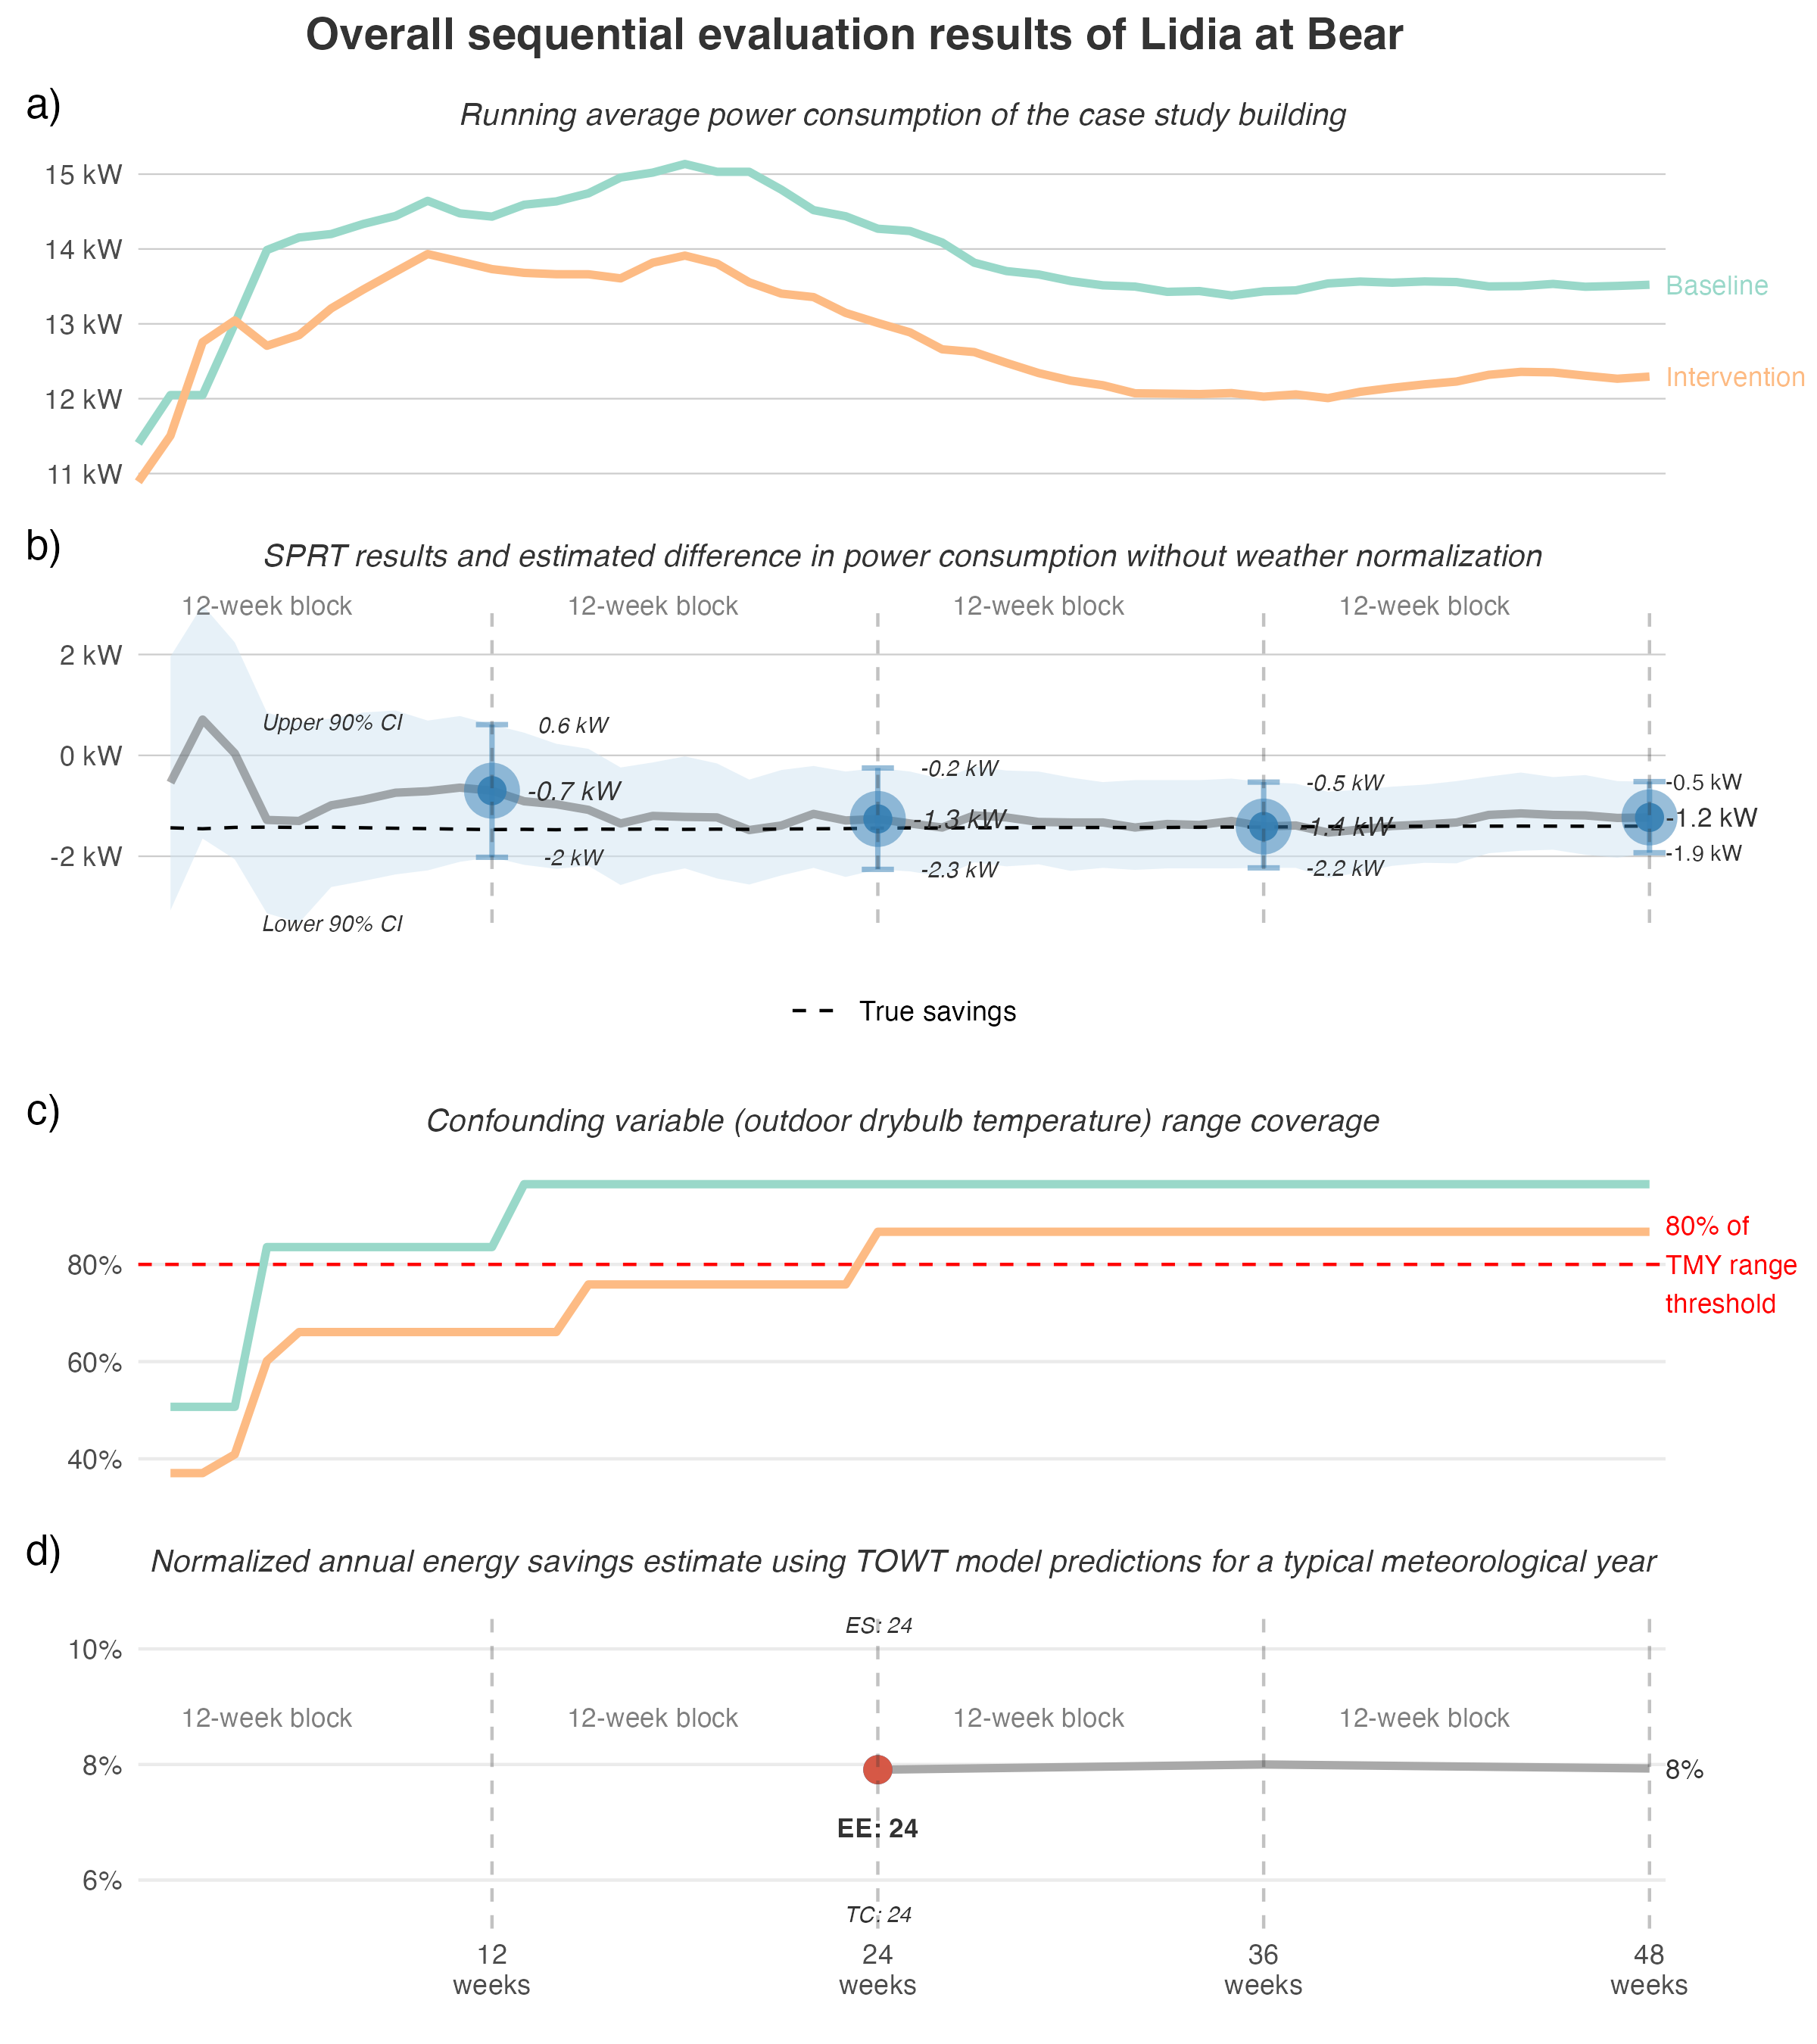 Overall sequential evaluation results of Lidia at Bear
a)
Running average power consumption of the case study building
15 kW
14 kW
13 kW
12 kW
11 kW
Baseline
Intervention
b)
SPRT results and estimated difference in power consumption without weather normalization
12-week block
12-week block
12-week block
12-week block
2 kW
0 kW
-2 kW
Upper 90% CI
Lower 90% CI
0.6 kW
-0.7 kW
-2 kW
-0.2 kW
-1.3 kW
-2.3 kW
-0.5 kW
-1.4 kW
-2.2 kW
-0.5 kW
-1.2 kW
-1.9 kW
True savings
c)
Confounding variable (outdoor drybulb temperature) range coverage
80%
60%
40%
80% of
TMY range
threshold
d)
Normalized annual energy savings estimate using TOWT model predictions for a typical meteorological year
ES: 24
10%
12-week block
12-week block
12-week block
12-week block
8%
8%
EE: 24
6%
TC: 24
12
weeks
24
weeks
36
weeks
48
weeks